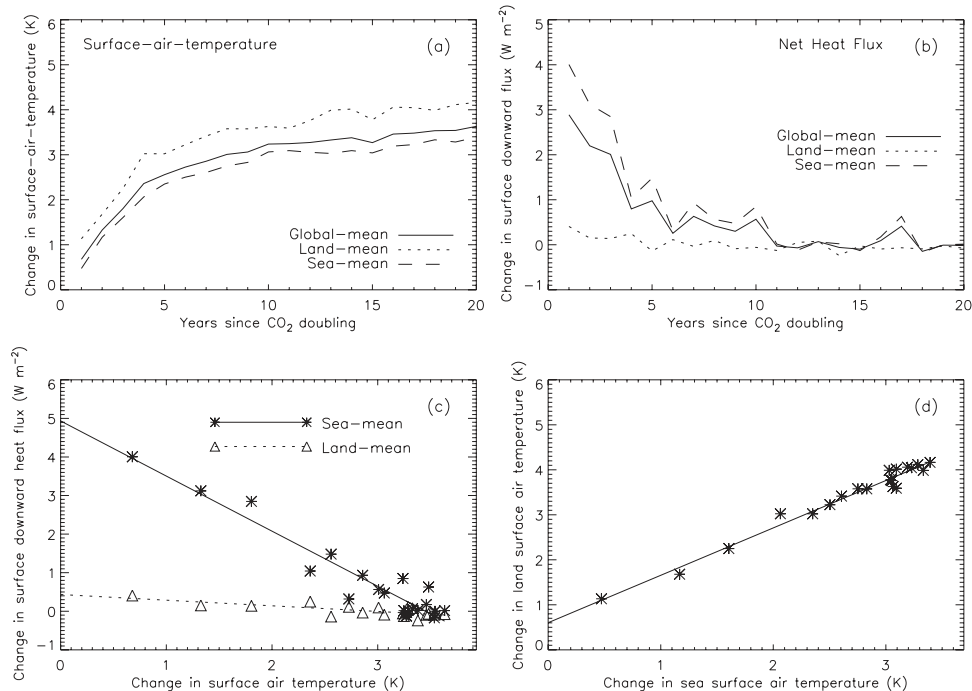 Surface-air-temperature
(a)
Change in surface-air-temperature (K)
6
5
4
3
2
1
0
Global-mean
Land-mean
Sea-mean
0 5 10 15 20
Years since CO2 doubling
Net Heat Flux
(b)
Change in surface downward flux (W m-2)
5
4
3
2
1
0
-1
Global-mean
Land-mean
Sea-mean
0 5 10 15 20
Years since CO2 doubling
(c)
Change in surface downward heat flux (W m-2)
6
5
4
3
2
1
0
-1
Sea-mean
Land-mean
0 1 2 3
Change in surface air temperature (K)
(d)
Change in land surface air temperature (K)
6
5
4
3
2
1
0
0 1 2 3
Change in sea surface air temperature (K)